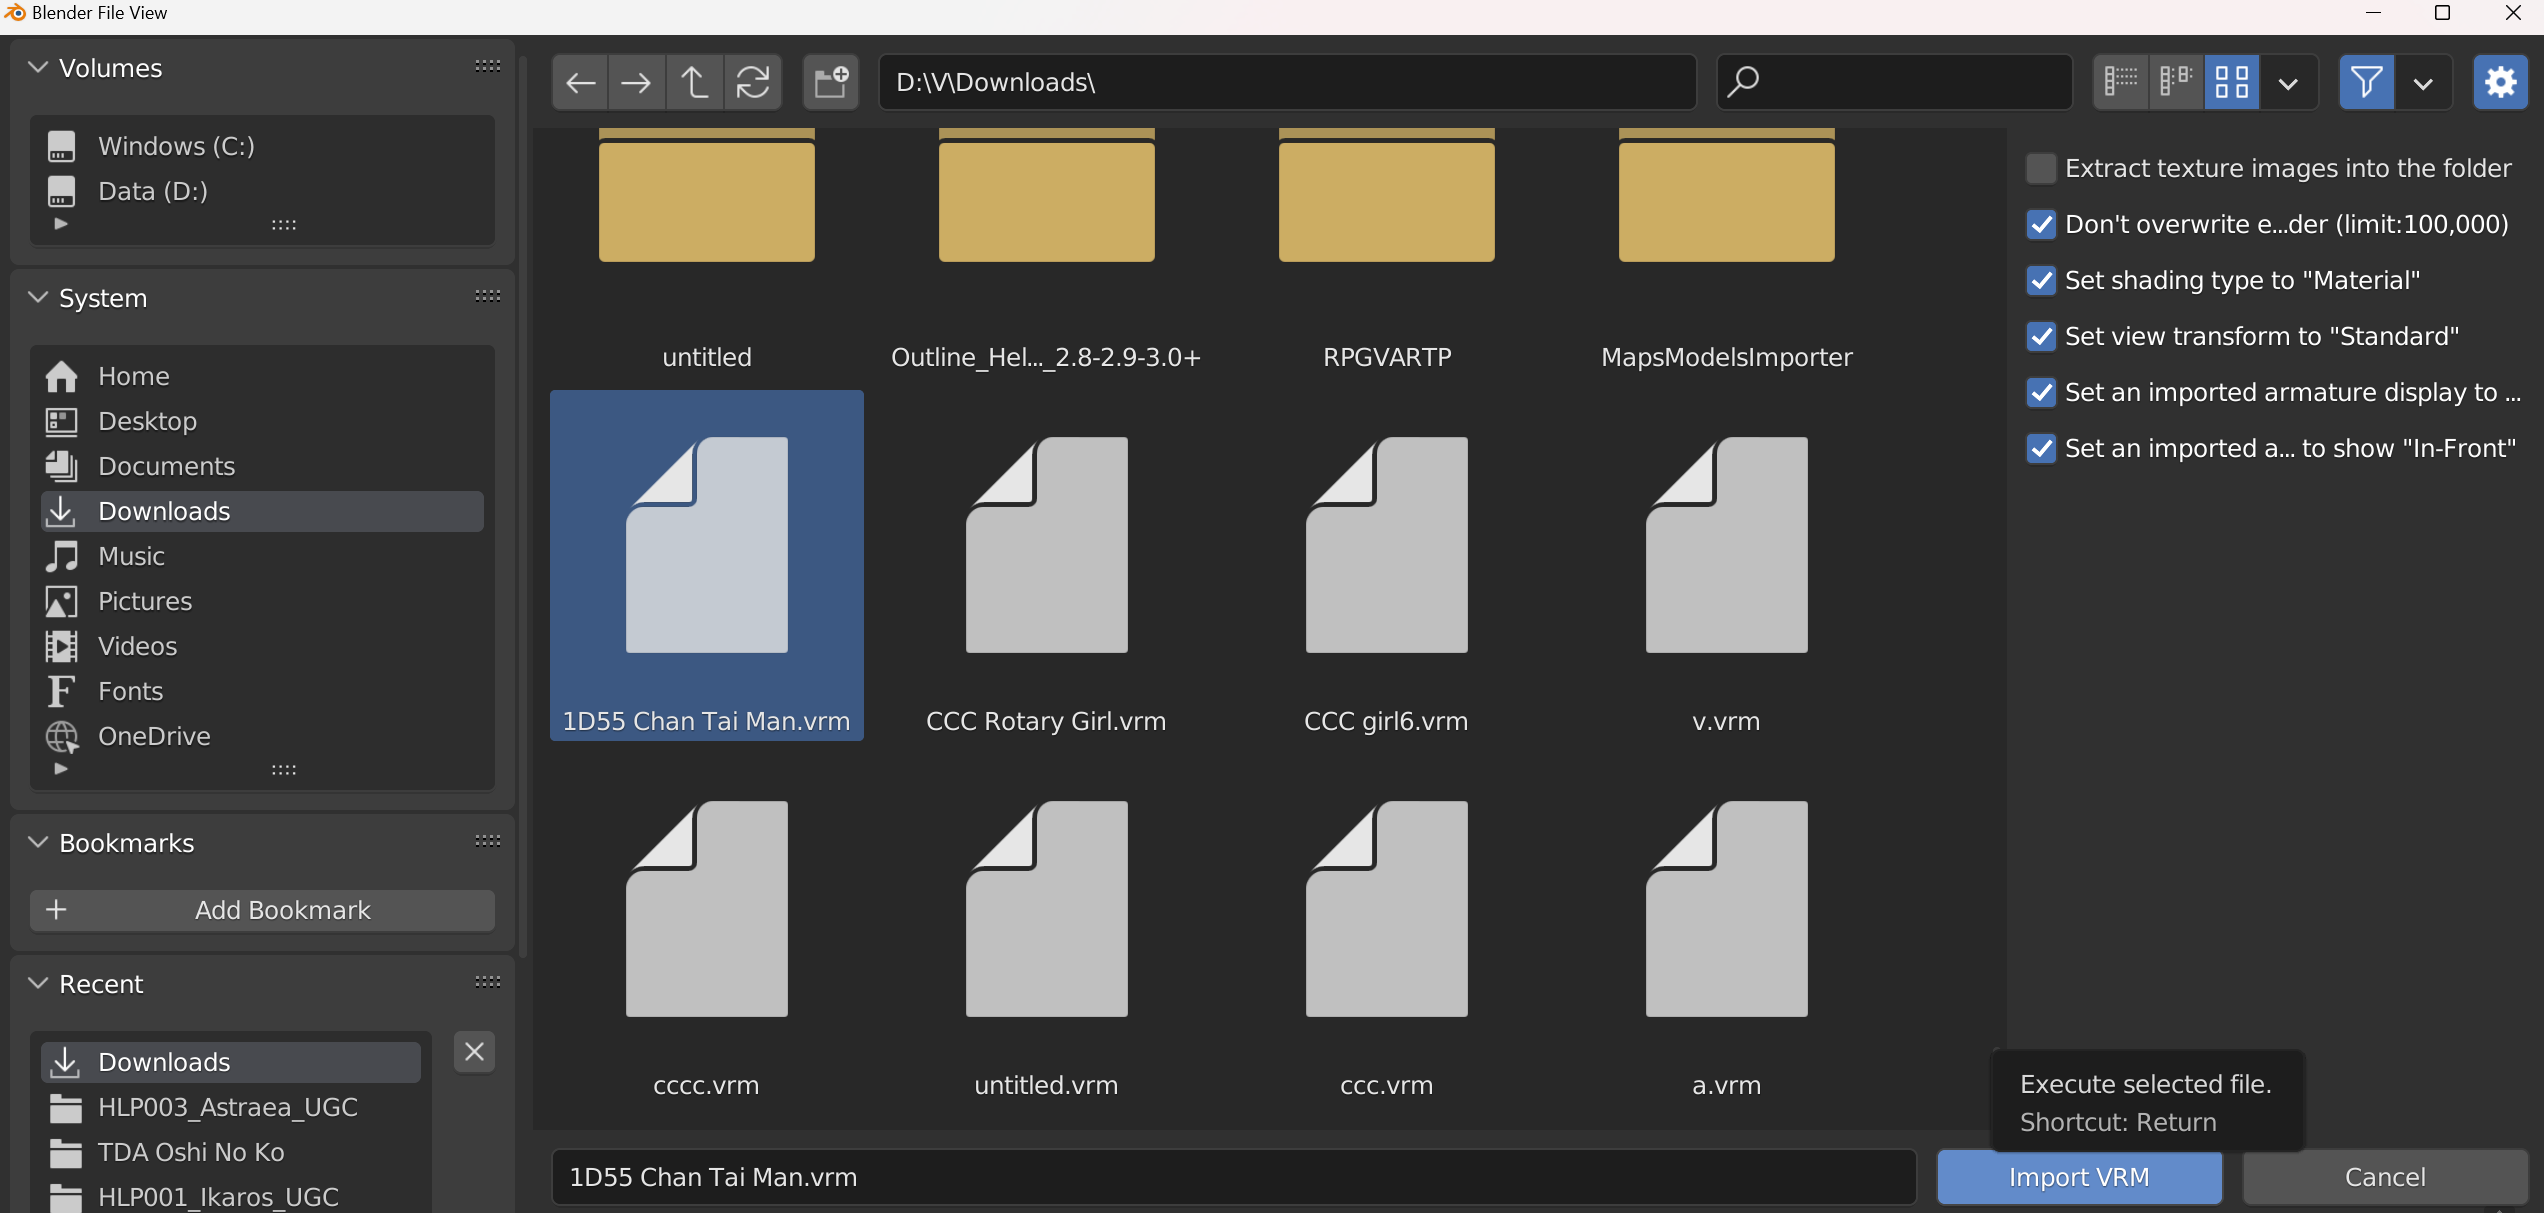 Blender File View
Volumes
Windows (C:)
Data (D:)
System
Home
Desktop
Documents
Downloads
Music
Pictures
Videos
Fonts
OneDrive
Bookmarks
Add Bookmark
Recent
Downloads
HLP003_Astraea_UGC
TDA Oshi No Ko
HLP001_Ikaros_UGC
D:\V\Downloads\
untitled
Outline_Hel..._2.8-2.9-3.0+
RPGVARTP
MapsModelsImporter
1D55 Chan Tai Man.vrm
CCC Rotary Girl.vrm
CCC girl6.vrm
v.vrm
cccc.vrm
untitled.vrm
ccc.vrm
a.vrm
Extract texture images into the folder
Don't overwrite e...der (limit:100,000)
Set shading type to "Material"
Set view transform to "Standard"
Set an imported armature display to ...
Set an imported a... to show "In-Front"
Execute selected file.
Shortcut: Return
1D55 Chan Tai Man.vrm
Import VRM
Cancel